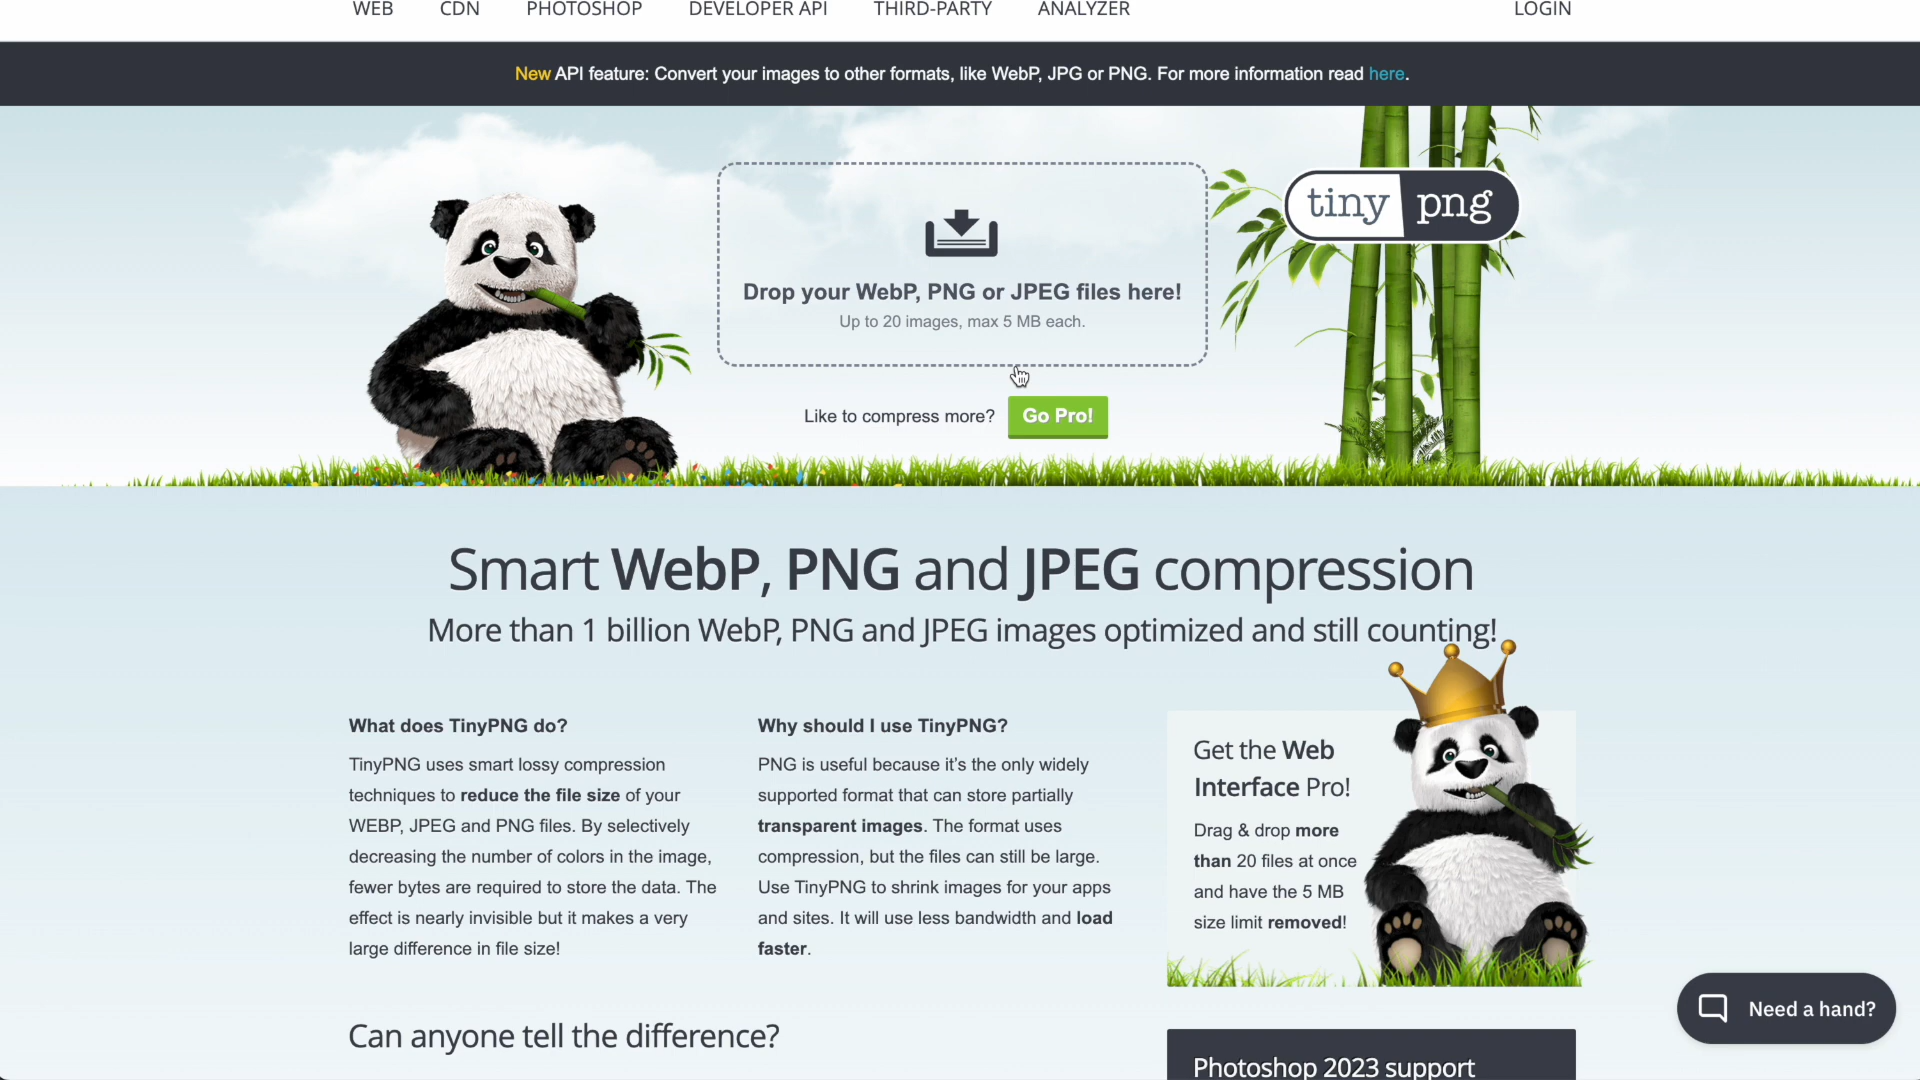 WEB CDN PHOTOSHOP DEVELOPER API THIRD-PARTY ANALYZER LOGIN
New API feature: Convert your images to other formats, like WebP, JPG or PNG. For more information read here.
tiny png
Drop your WebP, PNG or JPEG files here!
Up to 20 images, max 5 MB each.
Like to compress more? Go Pro!
Smart WebP, PNG and JPEG compression
More than 1 billion WebP, PNG and JPEG images optimized and still counting!
What does TinyPNG do?
TinyPNG uses smart lossy compression
techniques to reduce the file size of your
WEBP, JPEG and PNG files. By selectively
decreasing the number of colors in the image,
fewer bytes are required to store the data. The
effect is nearly invisible but it makes a very
large difference in file size!
Why should I use TinyPNG?
PNG is useful because it’s the only widely
supported format that can store partially
transparent images. The format uses
compression, but the files can still be large.
Use TinyPNG to shrink images for your apps
and sites. It will use less bandwidth and load
faster.
Get the Web
Interface Pro!
Drag & drop more
than 20 files at once
and have the 5 MB
size limit removed!
Can anyone tell the difference?
Photoshop 2023 support
Need a hand?